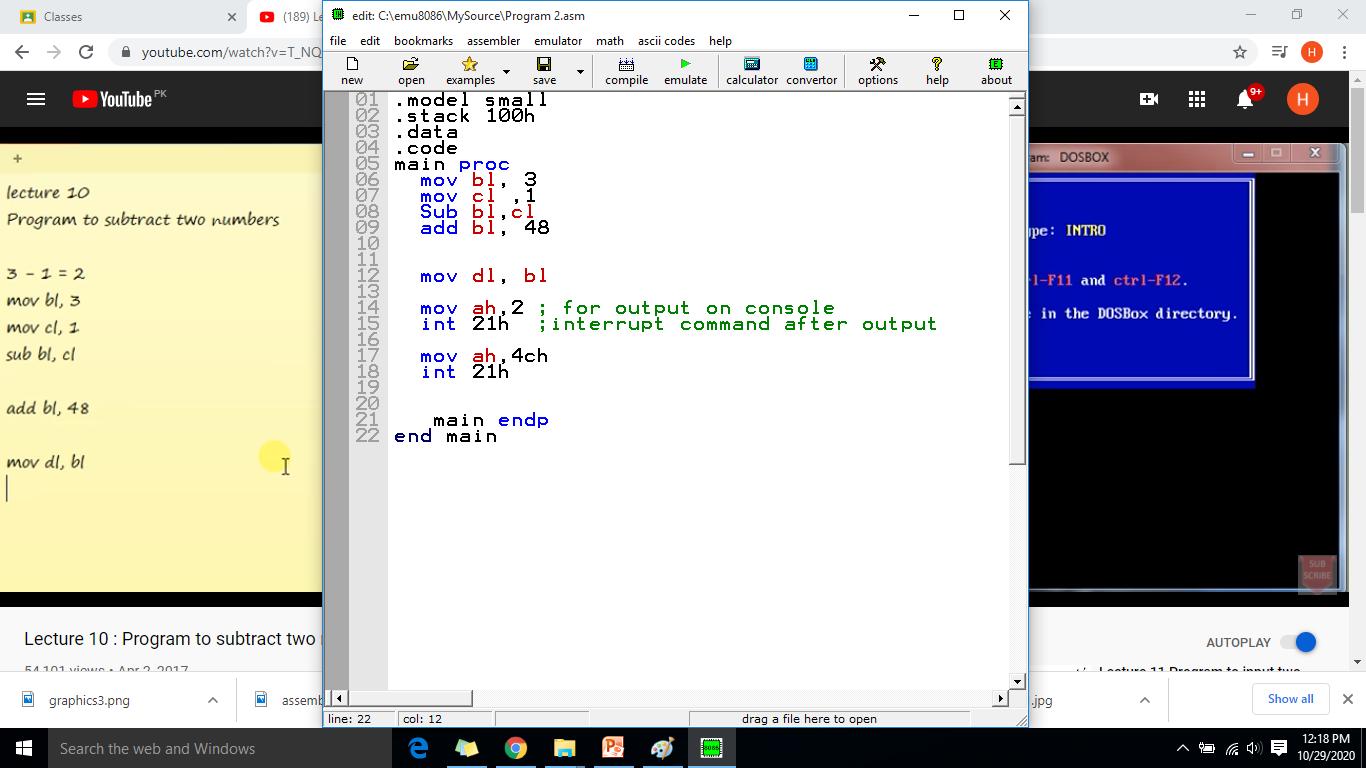 Classes
(189) Le
edit: C:\emu8086\MySource\Program 2.asm
youtube.com/watch?v=T_NQ
H
file edit bookmarks assembler emulator math ascii codes help
new open examples save compile emulate calculator convertor options help about
YouTube PK
9+
H
01 .model small
02 .stack 100h
03 .data
04 .code
05 main proc
06 mov bl, 3
07 mov cl ,1
08 Sub bl,cl
09 add bl, 48
10
11
12 mov dl, bl
13
14 mov ah,2 ; for output on console
15 int 21h ;interrupt command after output
16
17 mov ah,4ch
18 int 21h
19
20
21 main endp
22 end main
+
lecture 10
Program to subtract two numbers
3 - 1 = 2
mov bl, 3
mov cl, 1
sub bl, cl
add bl, 48
mov dl, bl
am: DOSBOX
pe: INTRO
l-F11 and ctrl-F12.
in the DOSBox directory.
SUB
SCRIBE
Lecture 10 : Program to subtract two
AUTOPLAY
54,101 views • Apr 2, 2017
Lecture 11 Program to input two
graphics3.png
assemb
.jpg
Show all
line: 22
col: 12
drag a file here to open
Search the web and Windows
8086
12:18 PM
10/29/2020